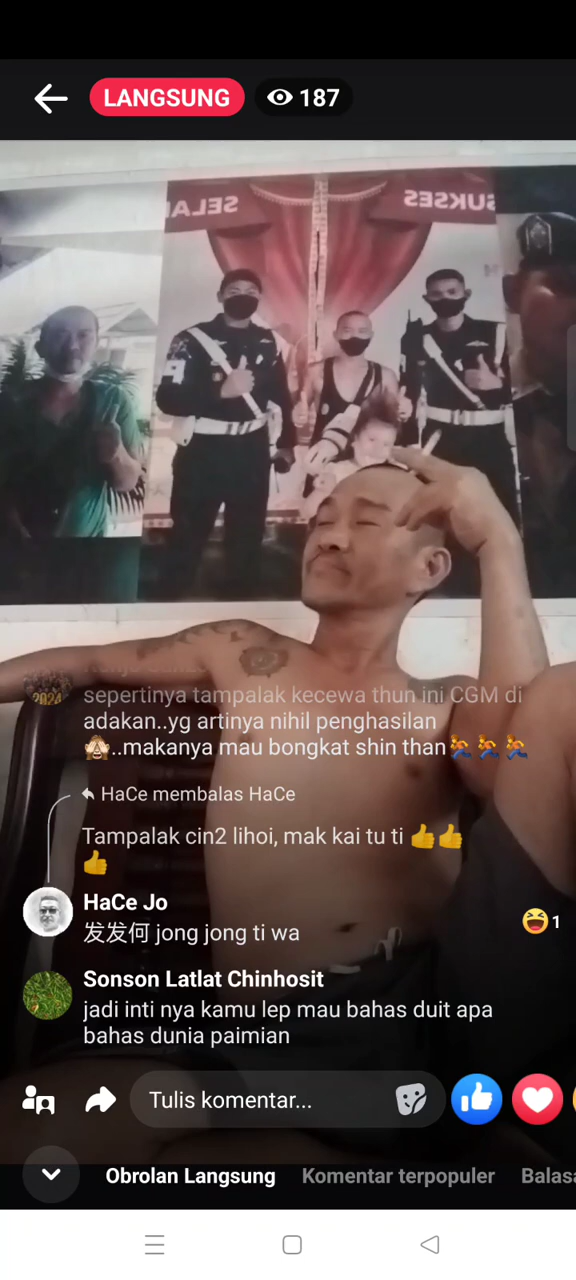 LANGSUNG
187
SELA
SUKSES
2024
sepertinya tampalak kecewa thun ini CGM di
adakan..yg artinya nihil penghasilan
🙈..makanya mau bongkat shin than🏃🏃🏃
HaCe membalas HaCe
Tampalak cin2 lihoi, mak kai tu ti 👍👍
👍
HaCe Jo
发发何 jong jong ti wa
😆 1
Sonson Latlat Chinhosit
jadi inti nya kamu lep mau bahas duit apa
bahas dunia paimian
Tulis komentar...
Obrolan Langsung Komentar terpopuler Balasa